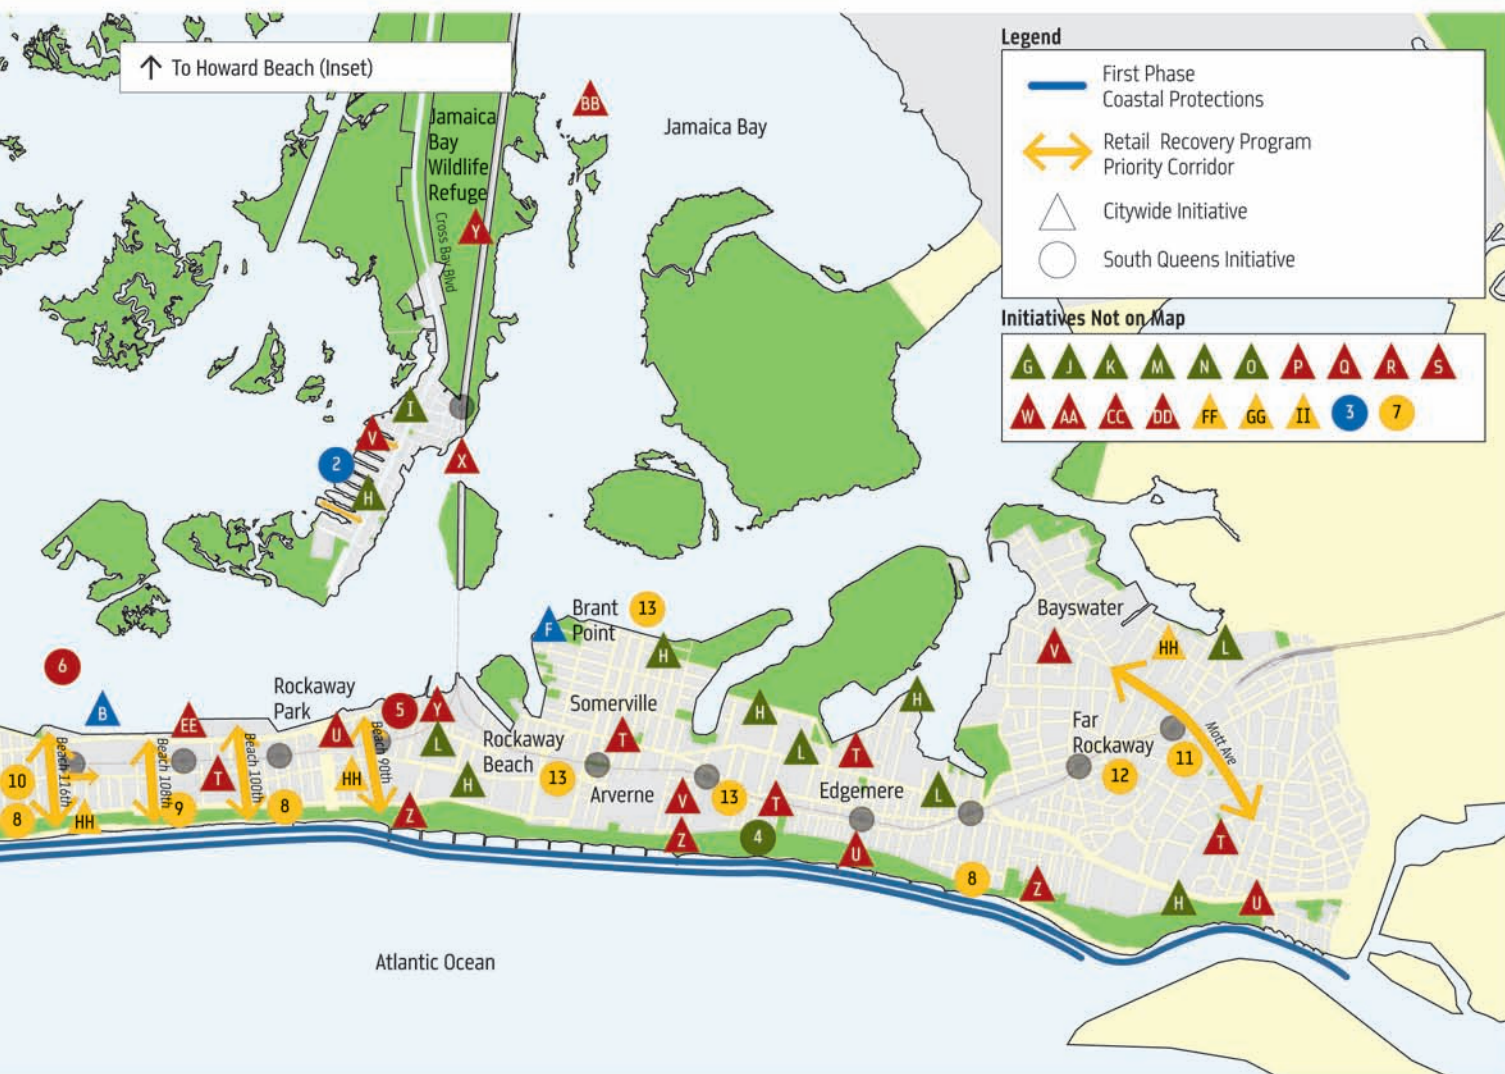 ↑ To Howard Beach (Inset)
Legend
First Phase
Coastal Protections
Retail Recovery Program
Priority Corridor
Citywide Initiative
South Queens Initiative
Initiatives Not on Map
G J K M N O P Q R S
W AA CC DD FF GG II 3 7
BB
Jamaica Bay
Jamaica
Bay
Wildlife
Refuge
Y
Cross Bay Blvd
I
V
2
X
H
Brant
Point
13
F
H
Bayswater
V
HH
L
6
B
EE
Rockaway
Park
U
5
Y
L
Rockaway
Beach
H
Somerville
T
H
L
T
H
Far
Rockaway
12
11
Mott Ave
10
8
Beach 116th
HH
Beach 108th
9
T
Beach 100th
8
HH
Beach 90th
Z
13
Arverne
V
13
T
Z
4
Edgemere
U
L
8
Z
T
H
U
Atlantic Ocean